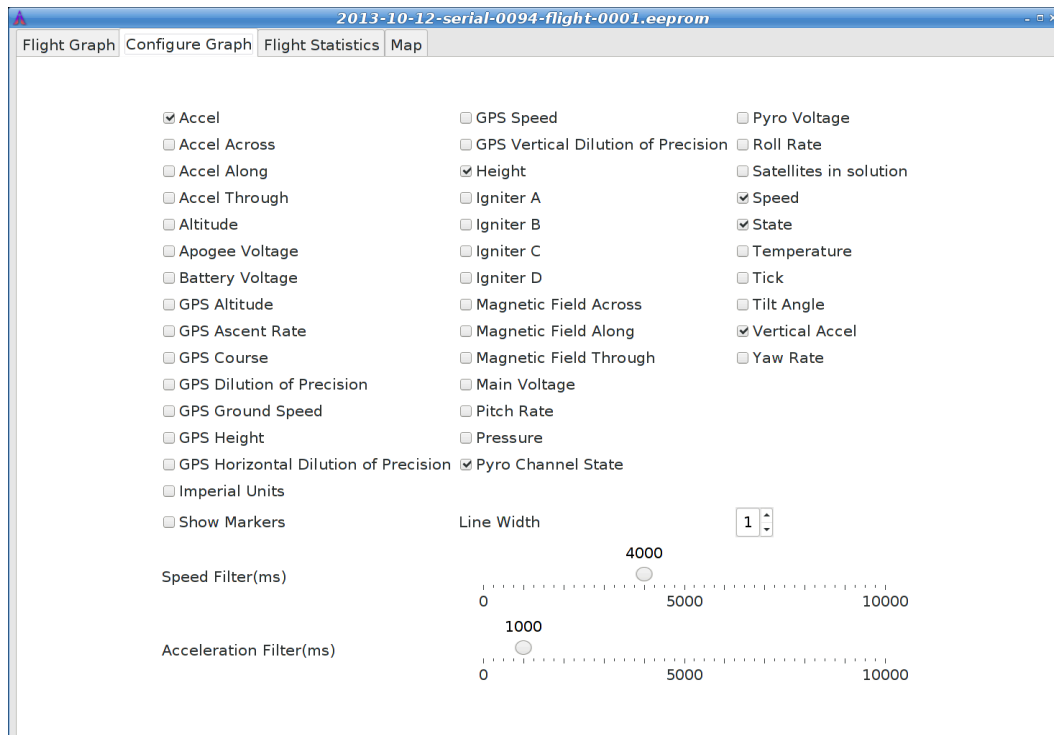 2013-10-12-serial-0094-flight-0001.eeprom
Flight Graph Configure Graph Flight Statistics Map
Accel GPS Speed Pyro Voltage
Accel Across GPS Vertical Dilution of Precision Roll Rate
Accel Along Height Satellites in solution
Accel Through Igniter A Speed
Altitude Igniter B State
Apogee Voltage Igniter C Temperature
Battery Voltage Igniter D Tick
GPS Altitude Magnetic Field Across Tilt Angle
GPS Ascent Rate Magnetic Field Along Vertical Accel
GPS Course Magnetic Field Through Yaw Rate
GPS Dilution of Precision Main Voltage
GPS Ground Speed Pitch Rate
GPS Height Pressure
GPS Horizontal Dilution of Precision Pyro Channel State
Imperial Units
Show Markers Line Width 1
4000
Speed Filter(ms)
0 5000 10000
1000
Acceleration Filter(ms)
0 5000 10000